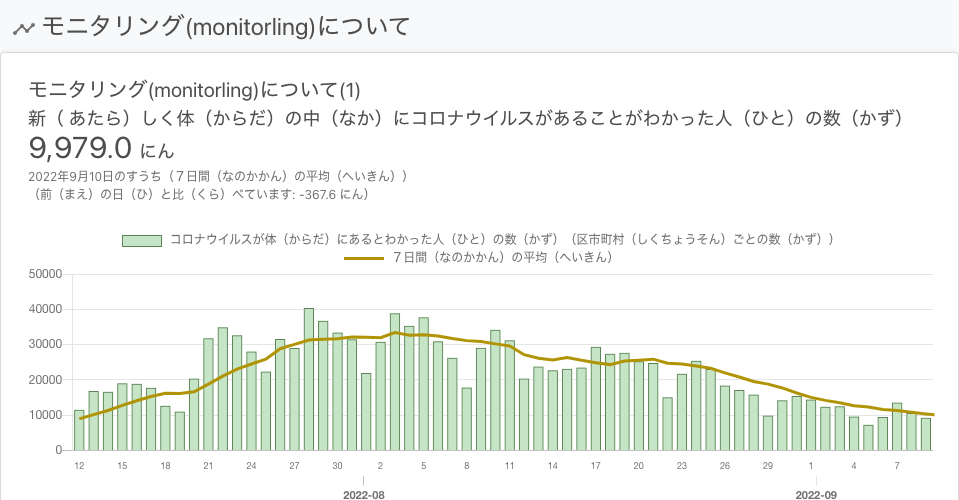 モニタリング(monitorling)について
モニタリング(monitorling)について(1)
新（ あたら）しく体（からだ）の中（なか）にコロナウイルスがあることがわかった人（ひと）の数（かず）
9,979.0 にん
2022年9月10日のすうち（７日間（なのかかん）の平均（へいきん））
（前（まえ）の日（ひ）と比（くら）べています: -367.6 にん）
コロナウイルスが体（からだ）にあるとわかった人（ひと）の数（かず）（区市町村（しくちょうそん）ごとの数（かず））
７日間（なのかかん）の平均（へいきん）
50000
40000
30000
20000
10000
0
12 15 18 21 24 27 30 2 5 8 11 14 17 20 23 26 29 1 4 7
2022-08 2022-09